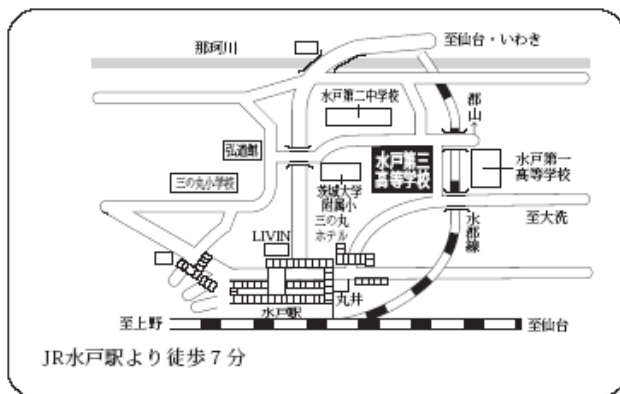 那珂川
至仙台・いわき
水戸第二中学校
郡山
↑
弘道館
水戸第三
高等学校
水戸第一
高等学校
三の丸小学校
茨城大学
附属小
三の丸
ホテル
至大洗
水郡線
LIVIN
丸井
水戸駅
至上野
至仙台
JR水戸駅より徒歩7分